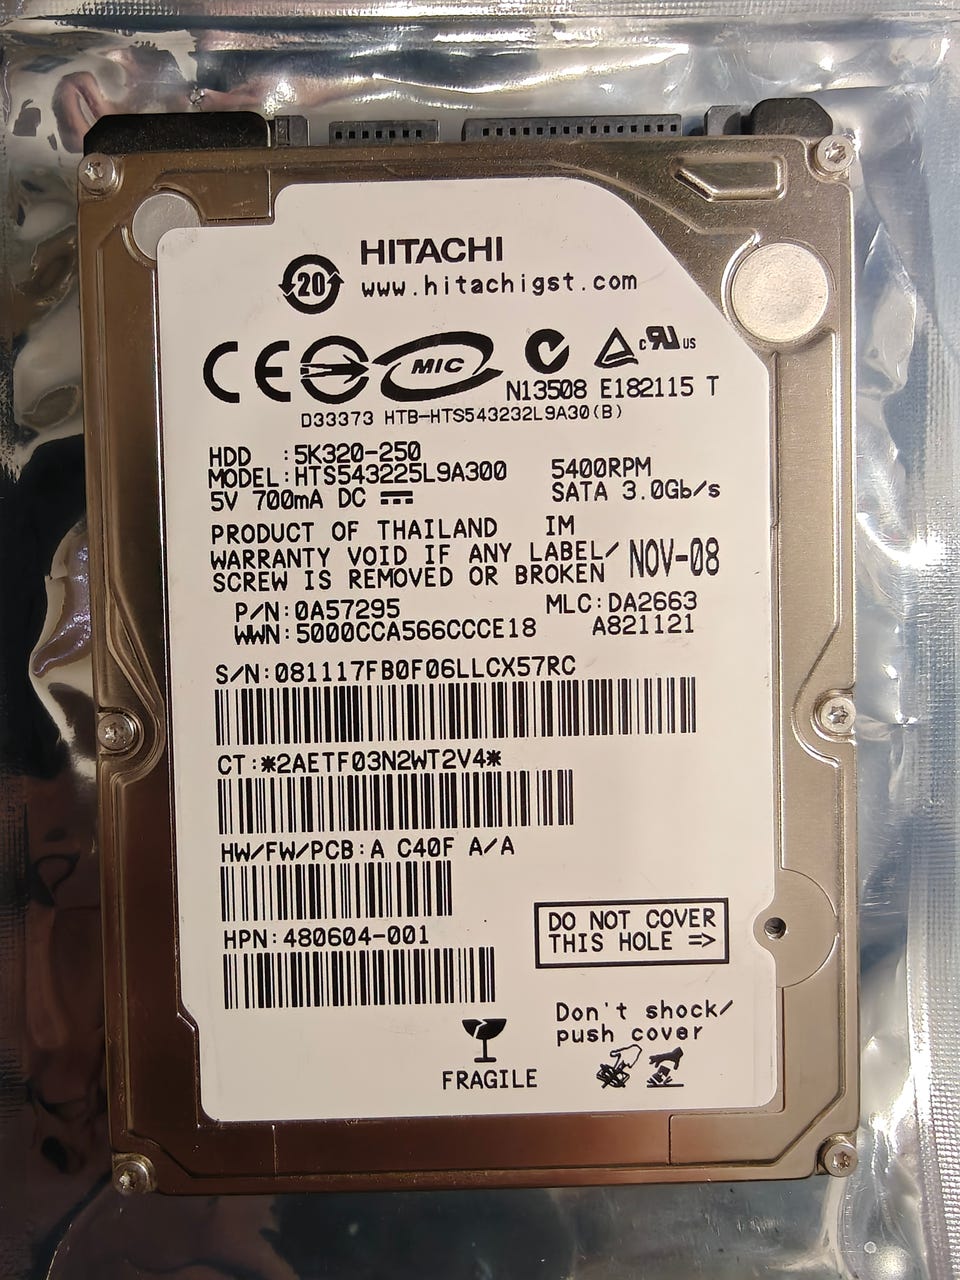 HITACHI
20 www.hitachigst.com
CE MIC c RU US
N13508 E182115 T
D33373 HTB-HTS543232L9A30(B)
HDD :5K320-250
MODEL:HTS543225L9A300 5400RPM
5V 700mA DC SATA 3.0Gb/s
PRODUCT OF THAILAND IM
WARRANTY VOID IF ANY LABEL/ NOV-08
SCREW IS REMOVED OR BROKEN
P/N:0A57295 MLC:DA2663
WWN:5000CCA566CCCE18 A821121
S/N:081117FB0F06LLCX57RC
CT:*2AETF03N2WT2V4*
HW/FW/PCB:A C40F A/A
HPN:480604-001
DO NOT COVER
THIS HOLE =>
Don't shock/
push cover
FRAGILE